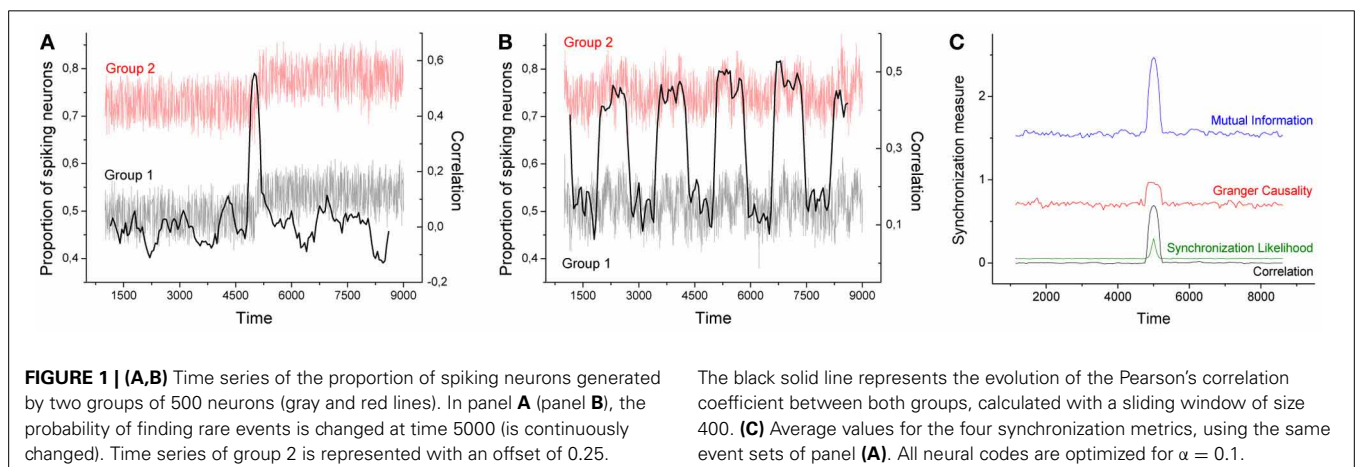 A
Group 2
Group 1
Proportion of spiking neurons
0,8
0,7
0,6
0,5
0,4
0,6
0,4
0,2
0,0
-0,2
Correlation
1500 3000 4500 6000 7500 9000
Time
B
Group 2
Group 1
Proportion of spiking neurons
0,8
0,7
0,6
0,5
0,4
0,5
0,3
0,1
Correlation
1500 3000 4500 6000 7500 9000
Time
C
Synchronization measure
2
1
0
Mutual Information
Granger Causality
Synchronization Likelihood
Correlation
2000 4000 6000 8000
Time
FIGURE 1 | (A,B) Time series of the proportion of spiking neurons generated
by two groups of 500 neurons (gray and red lines). In panel A (panel B), the
probability of finding rare events is changed at time 5000 (is continuously
changed). Time series of group 2 is represented with an offset of 0.25.
The black solid line represents the evolution of the Pearson's correlation
coefficient between both groups, calculated with a sliding window of size
400. (C) Average values for the four synchronization metrics, using the same
event sets of panel (A). All neural codes are optimized for α = 0.1.